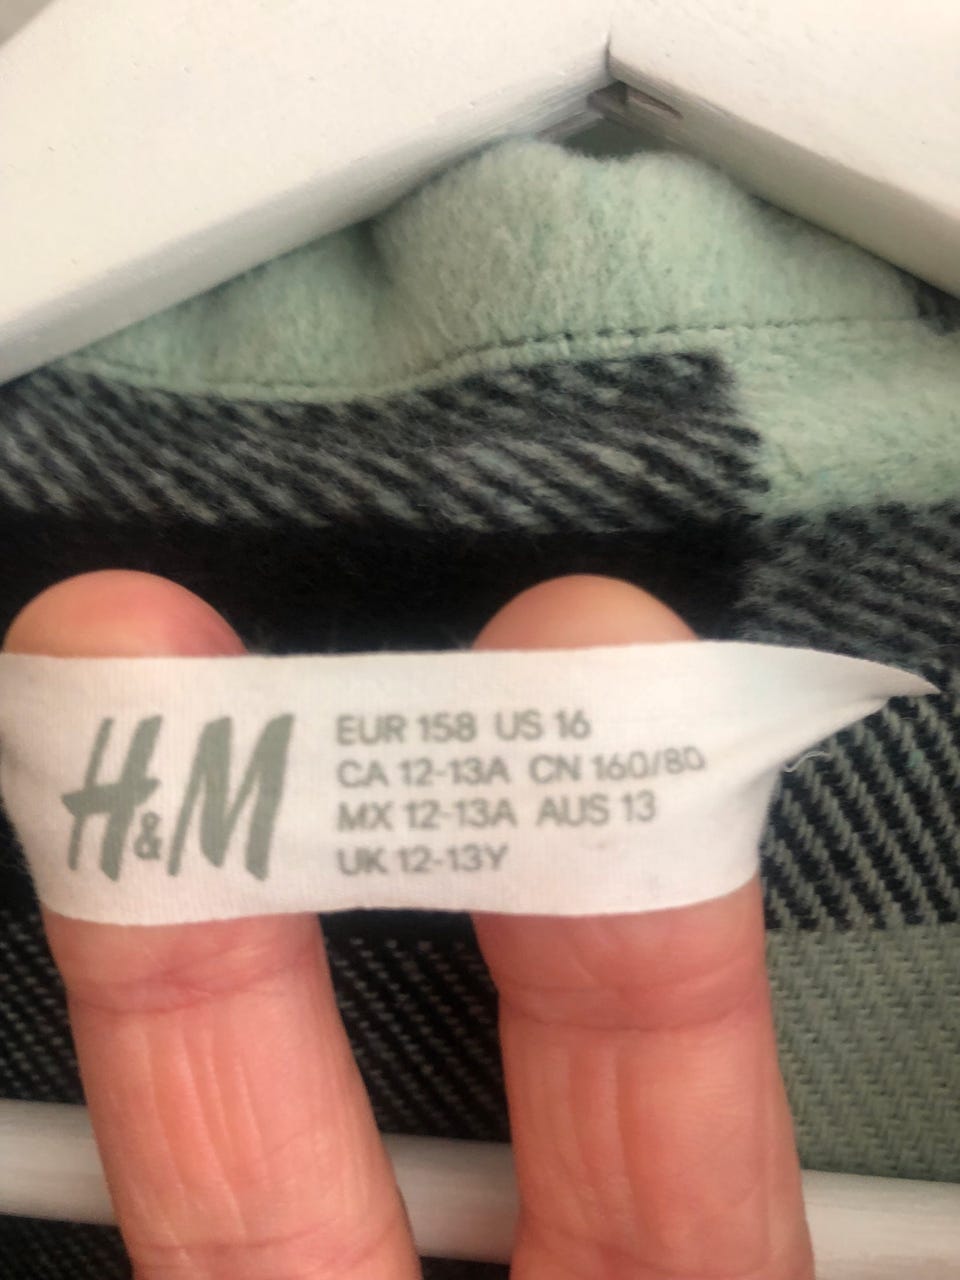 H&M
EUR 158 US 16
CA 12-13A CN 160/80
MX 12-13A AUS 13
UK 12-13Y